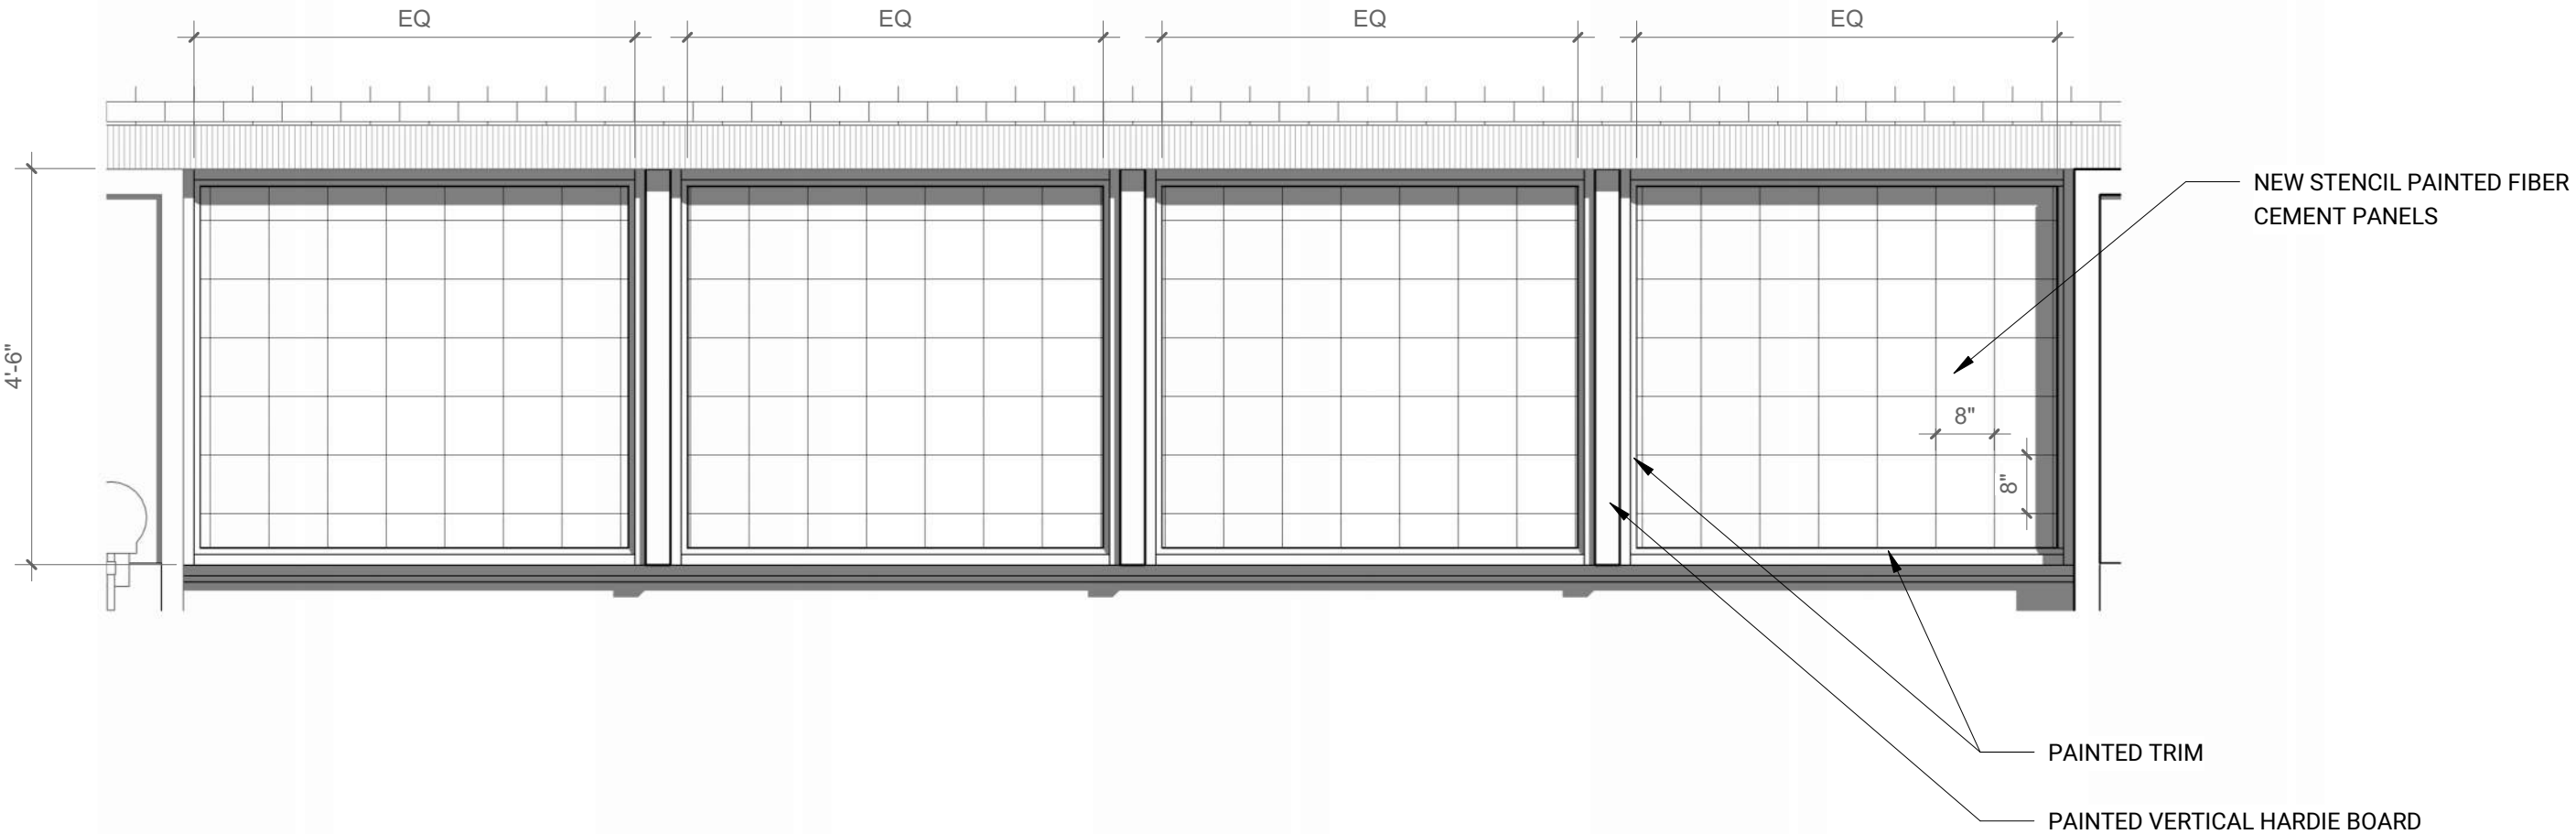 EQ
EQ
EQ
EQ
NEW STENCIL PAINTED FIBER
CEMENT PANELS
4'-6"
8"
8"
PAINTED TRIM
PAINTED VERTICAL HARDIE BOARD